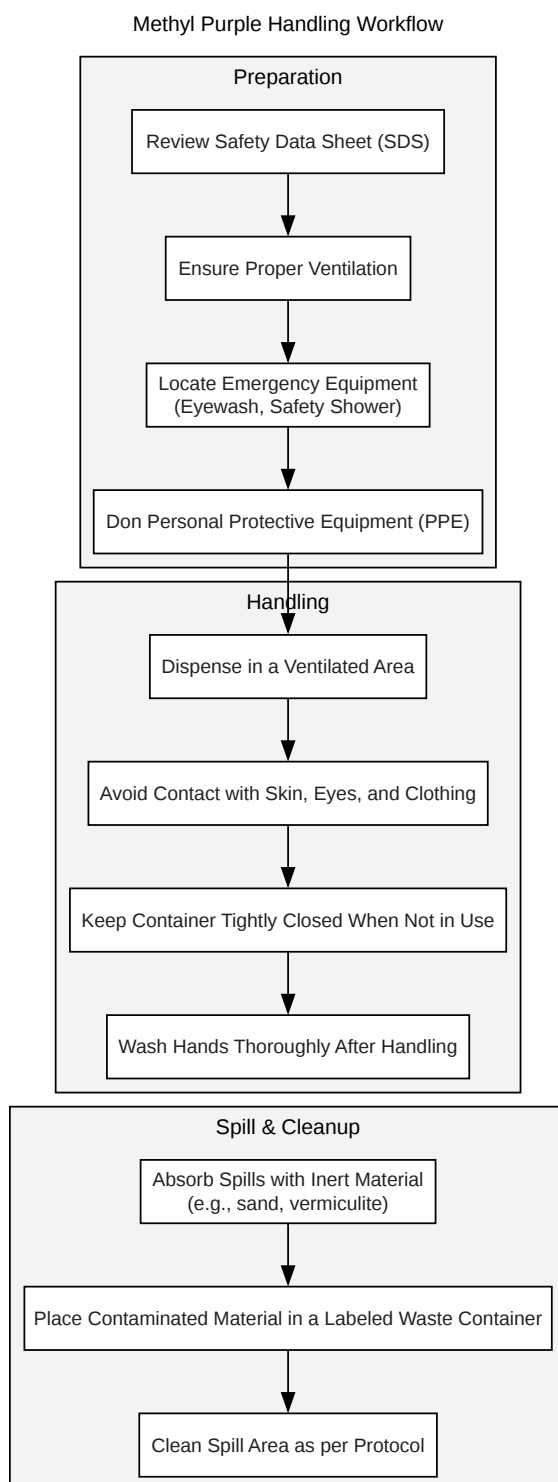 Methyl Purple Handling Workflow
Preparation
Review Safety Data Sheet (SDS)
Ensure Proper Ventilation
Locate Emergency Equipment
(Eyewash, Safety Shower)
Don Personal Protective Equipment (PPE)
Handling
Dispense in a Ventilated Area
Avoid Contact with Skin, Eyes, and Clothing
Keep Container Tightly Closed When Not in Use
Wash Hands Thoroughly After Handling
Spill & Cleanup
Absorb Spills with Inert Material
(e.g., sand, vermiculite)
Place Contaminated Material in a Labeled Waste Container
Clean Spill Area as per Protocol